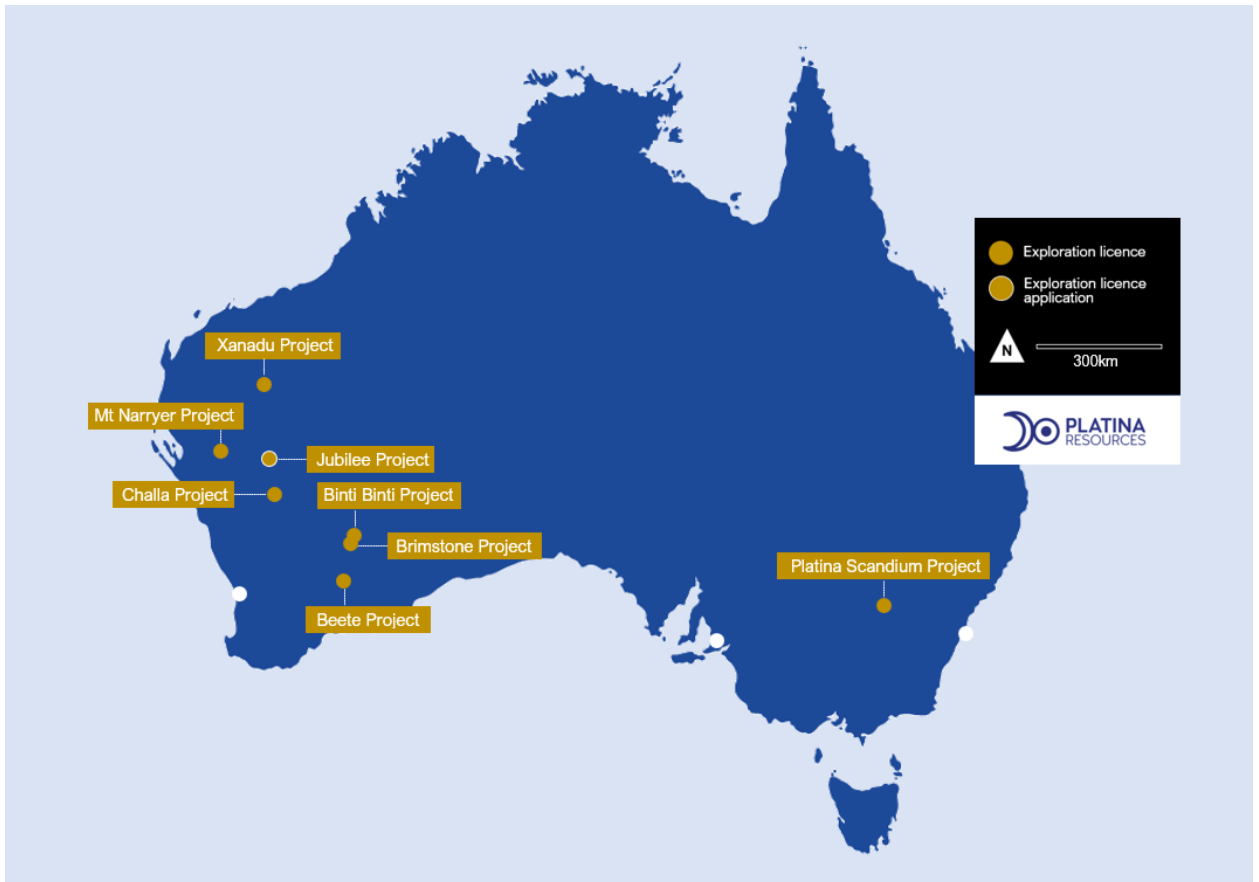 Exploration licence
Exploration licence
application
N
300km
PLATINA
RESOURCES
Xanadu Project
Mt Narryer Project
Jubilee Project
Challa Project
Binti Binti Project
Brimstone Project
Beete Project
Platina Scandium Project